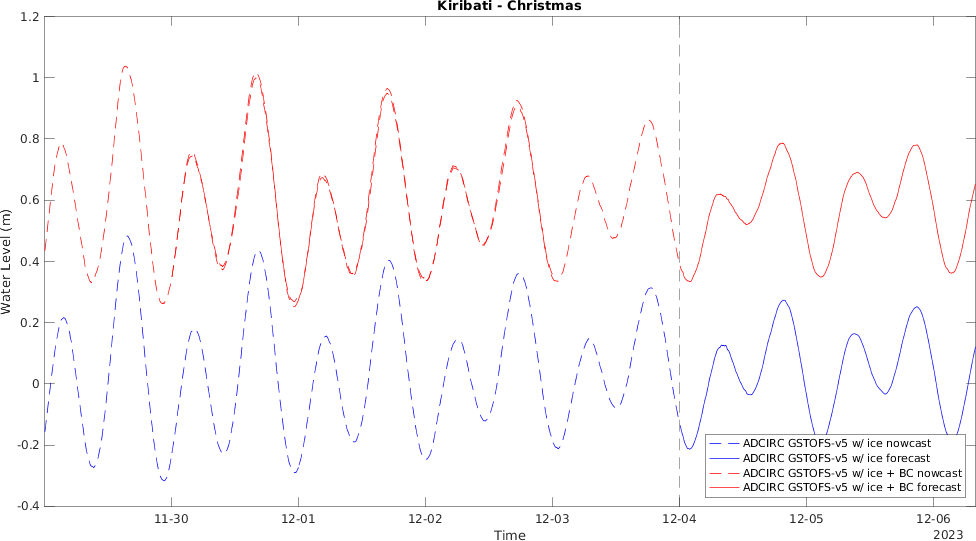 Kiribati - Christmas
1.2
1
0.8
0.6
0.4
0.2
0
-0.2
-0.4
Water Level (m)
11-30
12-01
12-02
12-03
12-04
12-05
12-06
Time
2023
ADCIRC GSTOFS-v5 w/ ice nowcast
ADCIRC GSTOFS-v5 w/ ice forecast
ADCIRC GSTOFS-v5 w/ ice + BC nowcast
ADCIRC GSTOFS-v5 w/ ice + BC forecast